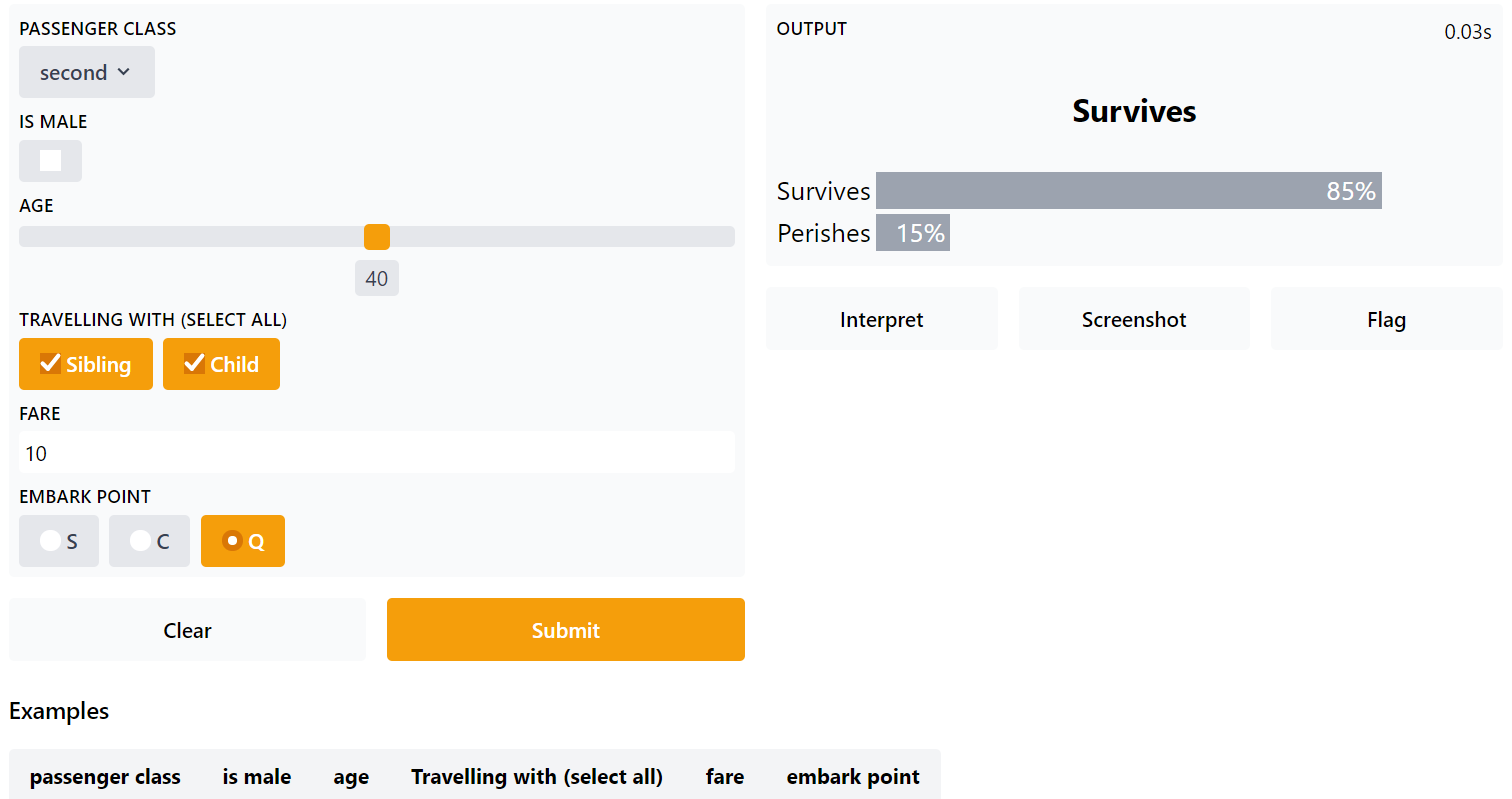 PASSENGER CLASS
second
IS MALE
AGE
40
TRAVELLING WITH (SELECT ALL)
Sibling Child
FARE
10
EMBARK POINT
S C Q
Clear Submit
OUTPUT 0.03s
Survives
Survives 85%
Perishes 15%
Interpret Screenshot Flag
Examples
passenger class is male age Travelling with (select all) fare embark point